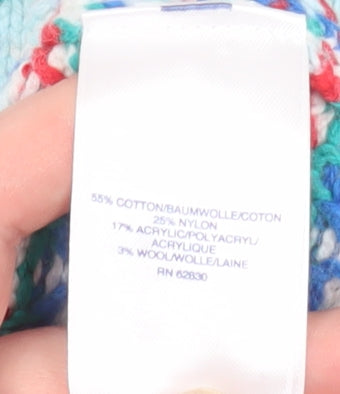 55% COTTON/BAUMWOLLE/COTON
25% NYLON
17% ACRYLIC/POLYACRYL/
ACRYLIQUE
3% WOOL/WOLLE/LAINE
RN 62830